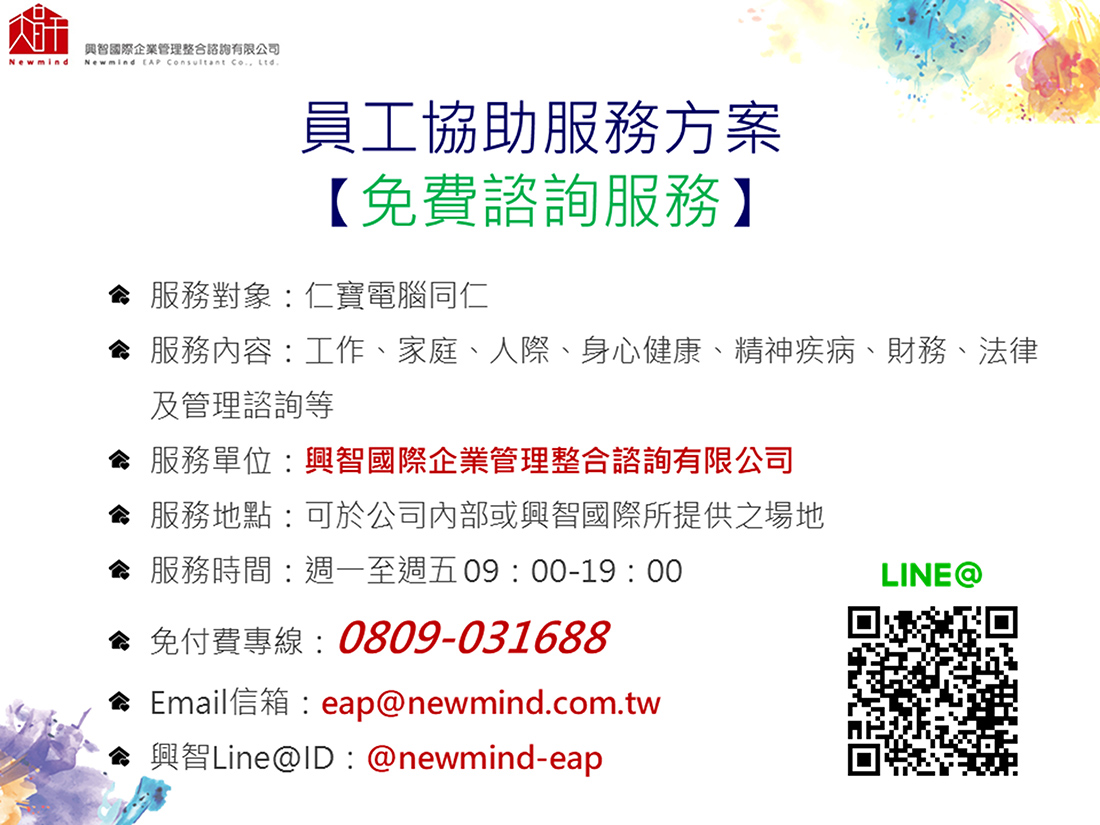 Newmind
興智國際企業管理整合諮詢有限公司
Newmind EAP Consultant Co., Ltd.
員工協助服務方案
【免費諮詢服務】
服務對象：仁寶電腦同仁
服務內容：工作、家庭、人際、身心健康、精神疾病、財務、法律
及管理諮詢等
服務單位：興智國際企業管理整合諮詢有限公司
服務地點：可於公司內部或興智國際所提供之場地
服務時間：週一至週五09：00-19：00
免付費專線：0809-031688
Email信箱：eap@newmind.com.tw
興智Line@ID：@newmind-eap
LINE@